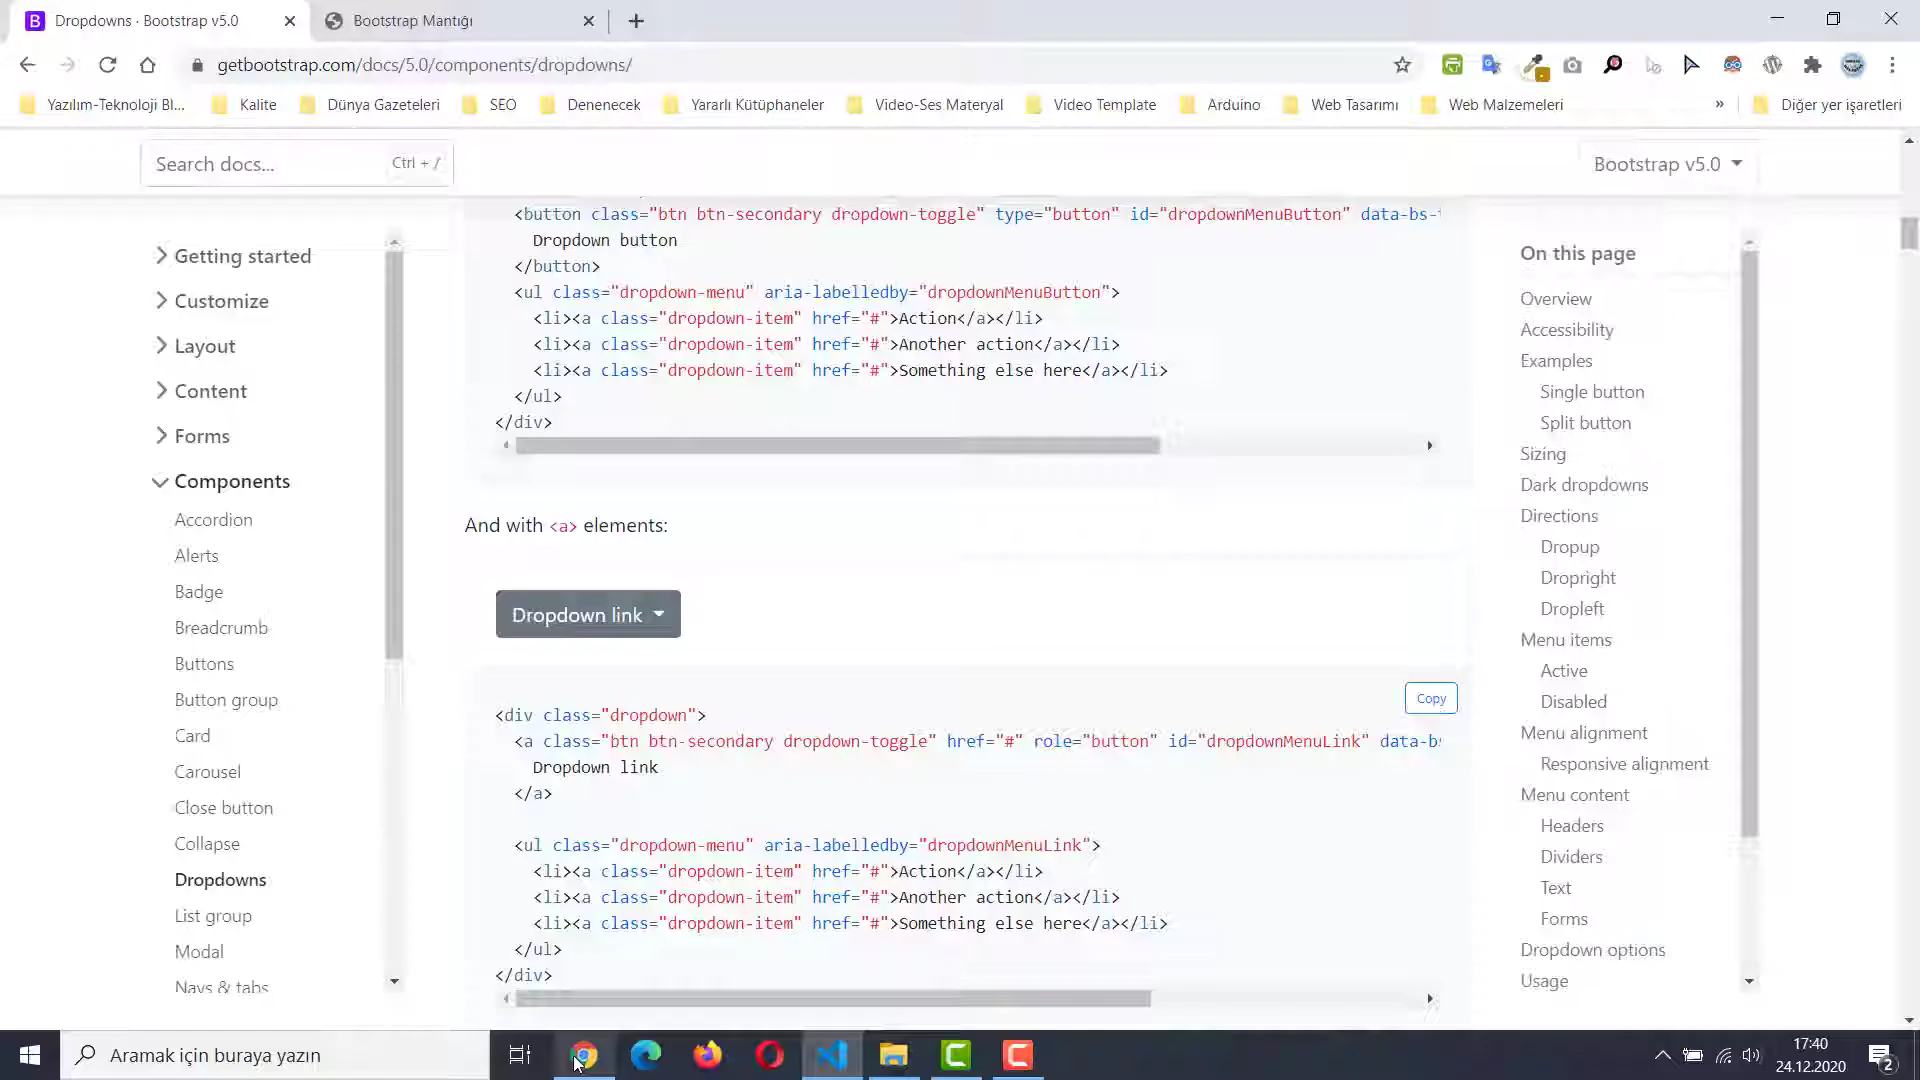 Dropdowns · Bootstrap v5.0
Bootstrap Mantığı
getbootstrap.com/docs/5.0/components/dropdowns/
Yazılım-Teknoloji Bl...
Kalite
Dünya Gazeteleri
SEO
Denenecek
Yararlı Kütüphaneler
Video-Ses Materyal
Video Template
Arduino
Web Tasarımı
Web Malzemeleri
»
Diğer yer işaretleri
Search docs...
Ctrl + /
Bootstrap v5.0
Getting started
Customize
Layout
Content
Forms
Components
Accordion
Alerts
Badge
Breadcrumb
Buttons
Button group
Card
Carousel
Close button
Collapse
Dropdowns
List group
Modal
Navs & tabs
<button class="btn btn-secondary dropdown-toggle" type="button" id="dropdownMenuButton" data-bs-
Dropdown button
</button>
<ul class="dropdown-menu" aria-labelledby="dropdownMenuButton">
<li><a class="dropdown-item" href="#">Action</a></li>
<li><a class="dropdown-item" href="#">Another action</a></li>
<li><a class="dropdown-item" href="#">Something else here</a></li>
</ul>
</div>
And with <a> elements:
Dropdown link
Copy
<div class="dropdown">
<a class="btn btn-secondary dropdown-toggle" href="#" role="button" id="dropdownMenuLink" data-b
Dropdown link
</a>
<ul class="dropdown-menu" aria-labelledby="dropdownMenuLink">
<li><a class="dropdown-item" href="#">Action</a></li>
<li><a class="dropdown-item" href="#">Another action</a></li>
<li><a class="dropdown-item" href="#">Something else here</a></li>
</ul>
</div>
On this page
Overview
Accessibility
Examples
Single button
Split button
Sizing
Dark dropdowns
Directions
Dropup
Dropright
Dropleft
Menu items
Active
Disabled
Menu alignment
Responsive alignment
Menu content
Headers
Dividers
Text
Forms
Dropdown options
Usage
Aramak için buraya yazın
17:40
24.12.2020
2